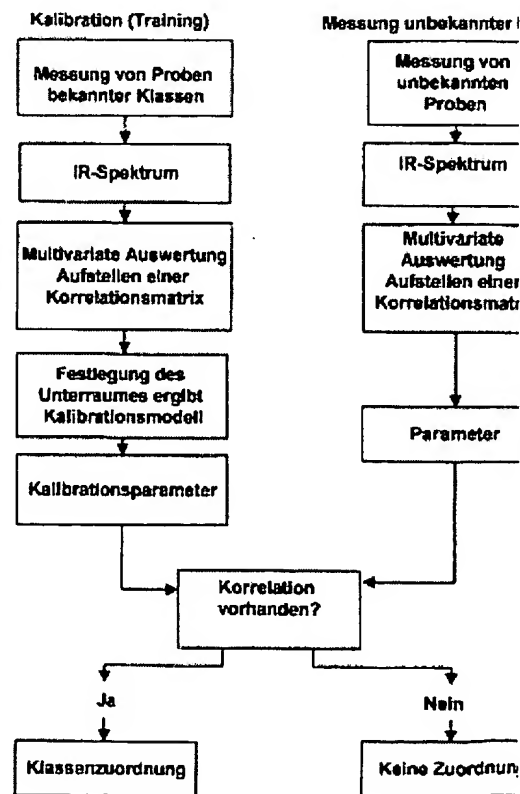 Kalibration (Training)
Messung von Proben
bekannter Klassen
IR-Spektrum
Multivariate Auswertung
Aufstellen einer
Korrelationsmatrix
Festlegung des
Unterraumes ergibt
Kalibrationsmodell
Kalibrationsparameter
Messung unbekannter
Messung von
unbekannten
Proben
IR-Spektrum
Multivariate
Auswertung
Aufstellen einer
Korrelationsmatri
Parameter
Korrelation
vorhanden?
Ja
Nein
Klassenzuordnung
Keine Zuordnung